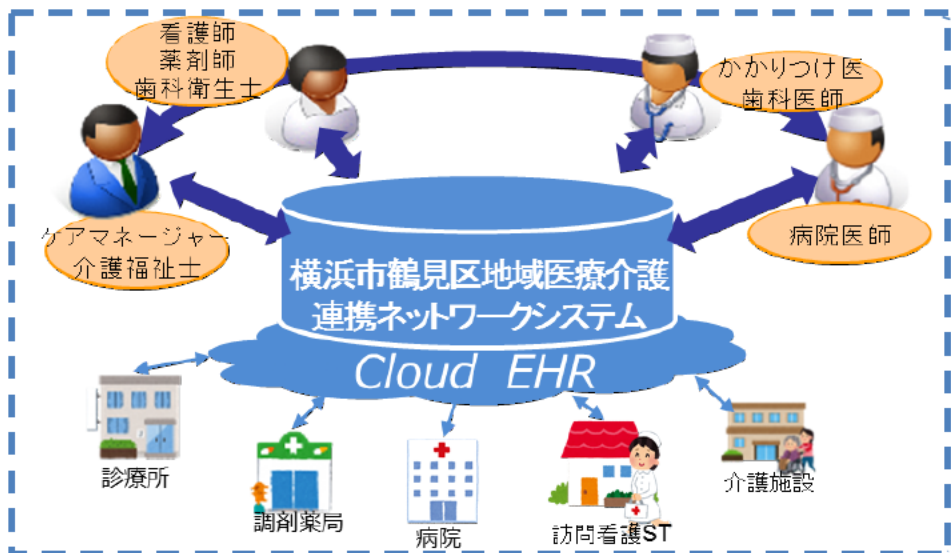 看護師
薬剤師
歯科衛生士
かかりつけ医
歯科医師
ケアマネージャー
介護福祉士
病院医師
横浜市鶴見区地域医療介護
連携ネットワークシステム
Cloud EHR
診療所
調剤薬局
病院
訪問看護ST
介護施設